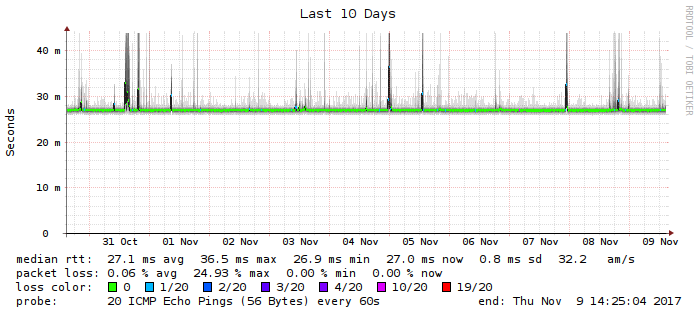 Last 10 Days
RRDTOOL / TOBI OETIKER
Seconds
40 m
30 m
20 m
10 m
0
31 Oct 01 Nov 02 Nov 03 Nov 04 Nov 05 Nov 06 Nov 07 Nov 08 Nov 09 Nov
median rtt: 27.1 ms avg 36.5 ms max 26.9 ms min 27.0 ms now 0.8 ms sd 32.2 am/s
packet loss: 0.06 % avg 24.93 % max 0.00 % min 0.00 % now
loss color: 0 1/20 2/20 3/20 4/20 10/20 19/20
probe: 20 ICMP Echo Pings (56 Bytes) every 60s end: Thu Nov 9 14:25:04 2017